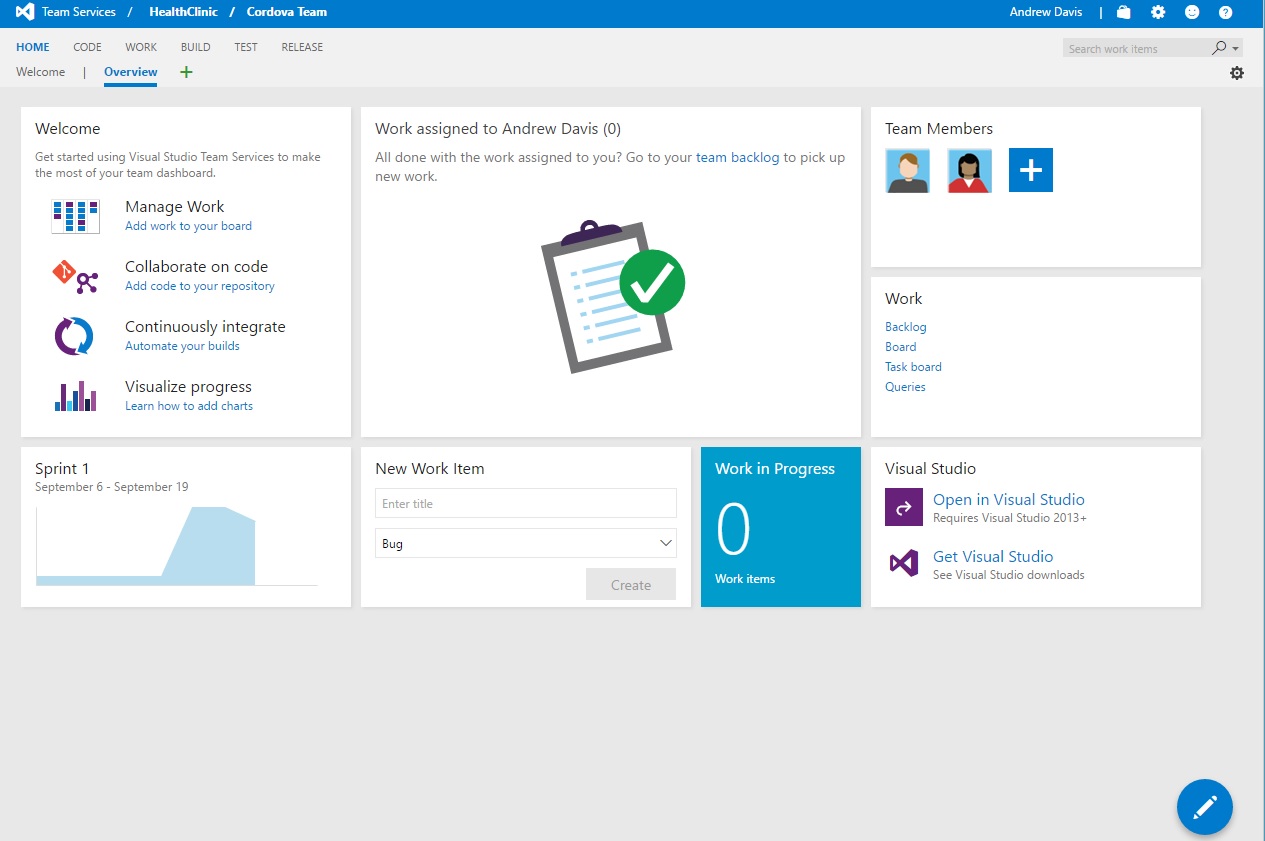 Team Services / HealthClinic / Cordova Team
Andrew Davis |
HOME CODE WORK BUILD TEST RELEASE
Search work items
Welcome | Overview
Welcome
Get started using Visual Studio Team Services to make
the most of your team dashboard.
Manage Work
Add work to your board
Collaborate on code
Add code to your repository
Continuously integrate
Automate your builds
Visualize progress
Learn how to add charts
Work assigned to Andrew Davis (0)
All done with the work assigned to you? Go to your team backlog to pick up
new work.
Team Members
Work
Backlog
Board
Task board
Queries
Sprint 1
September 6 - September 19
New Work Item
Enter title
Bug
Create
Work in Progress
0
Work items
Visual Studio
Open in Visual Studio
Requires Visual Studio 2013+
Get Visual Studio
See Visual Studio downloads